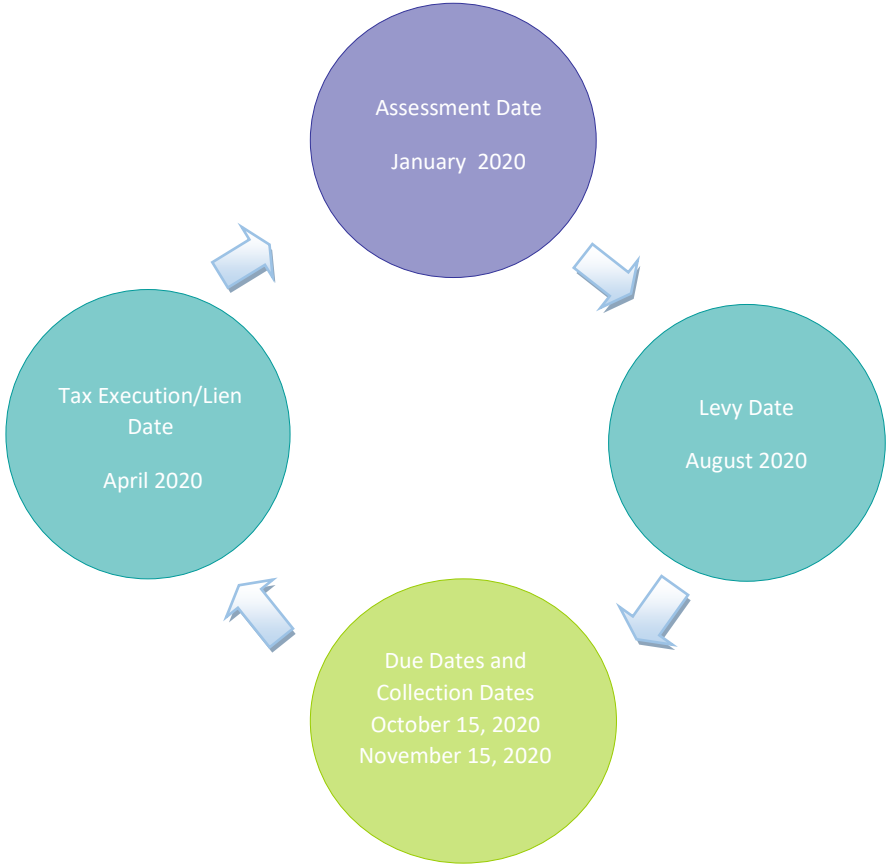 Assessment Date
January  2020
Levy Date
August 2020
Due Dates and
Collection Dates
October 15, 2020
November 15, 2020
Tax Execution/Lien
Date
April 2020